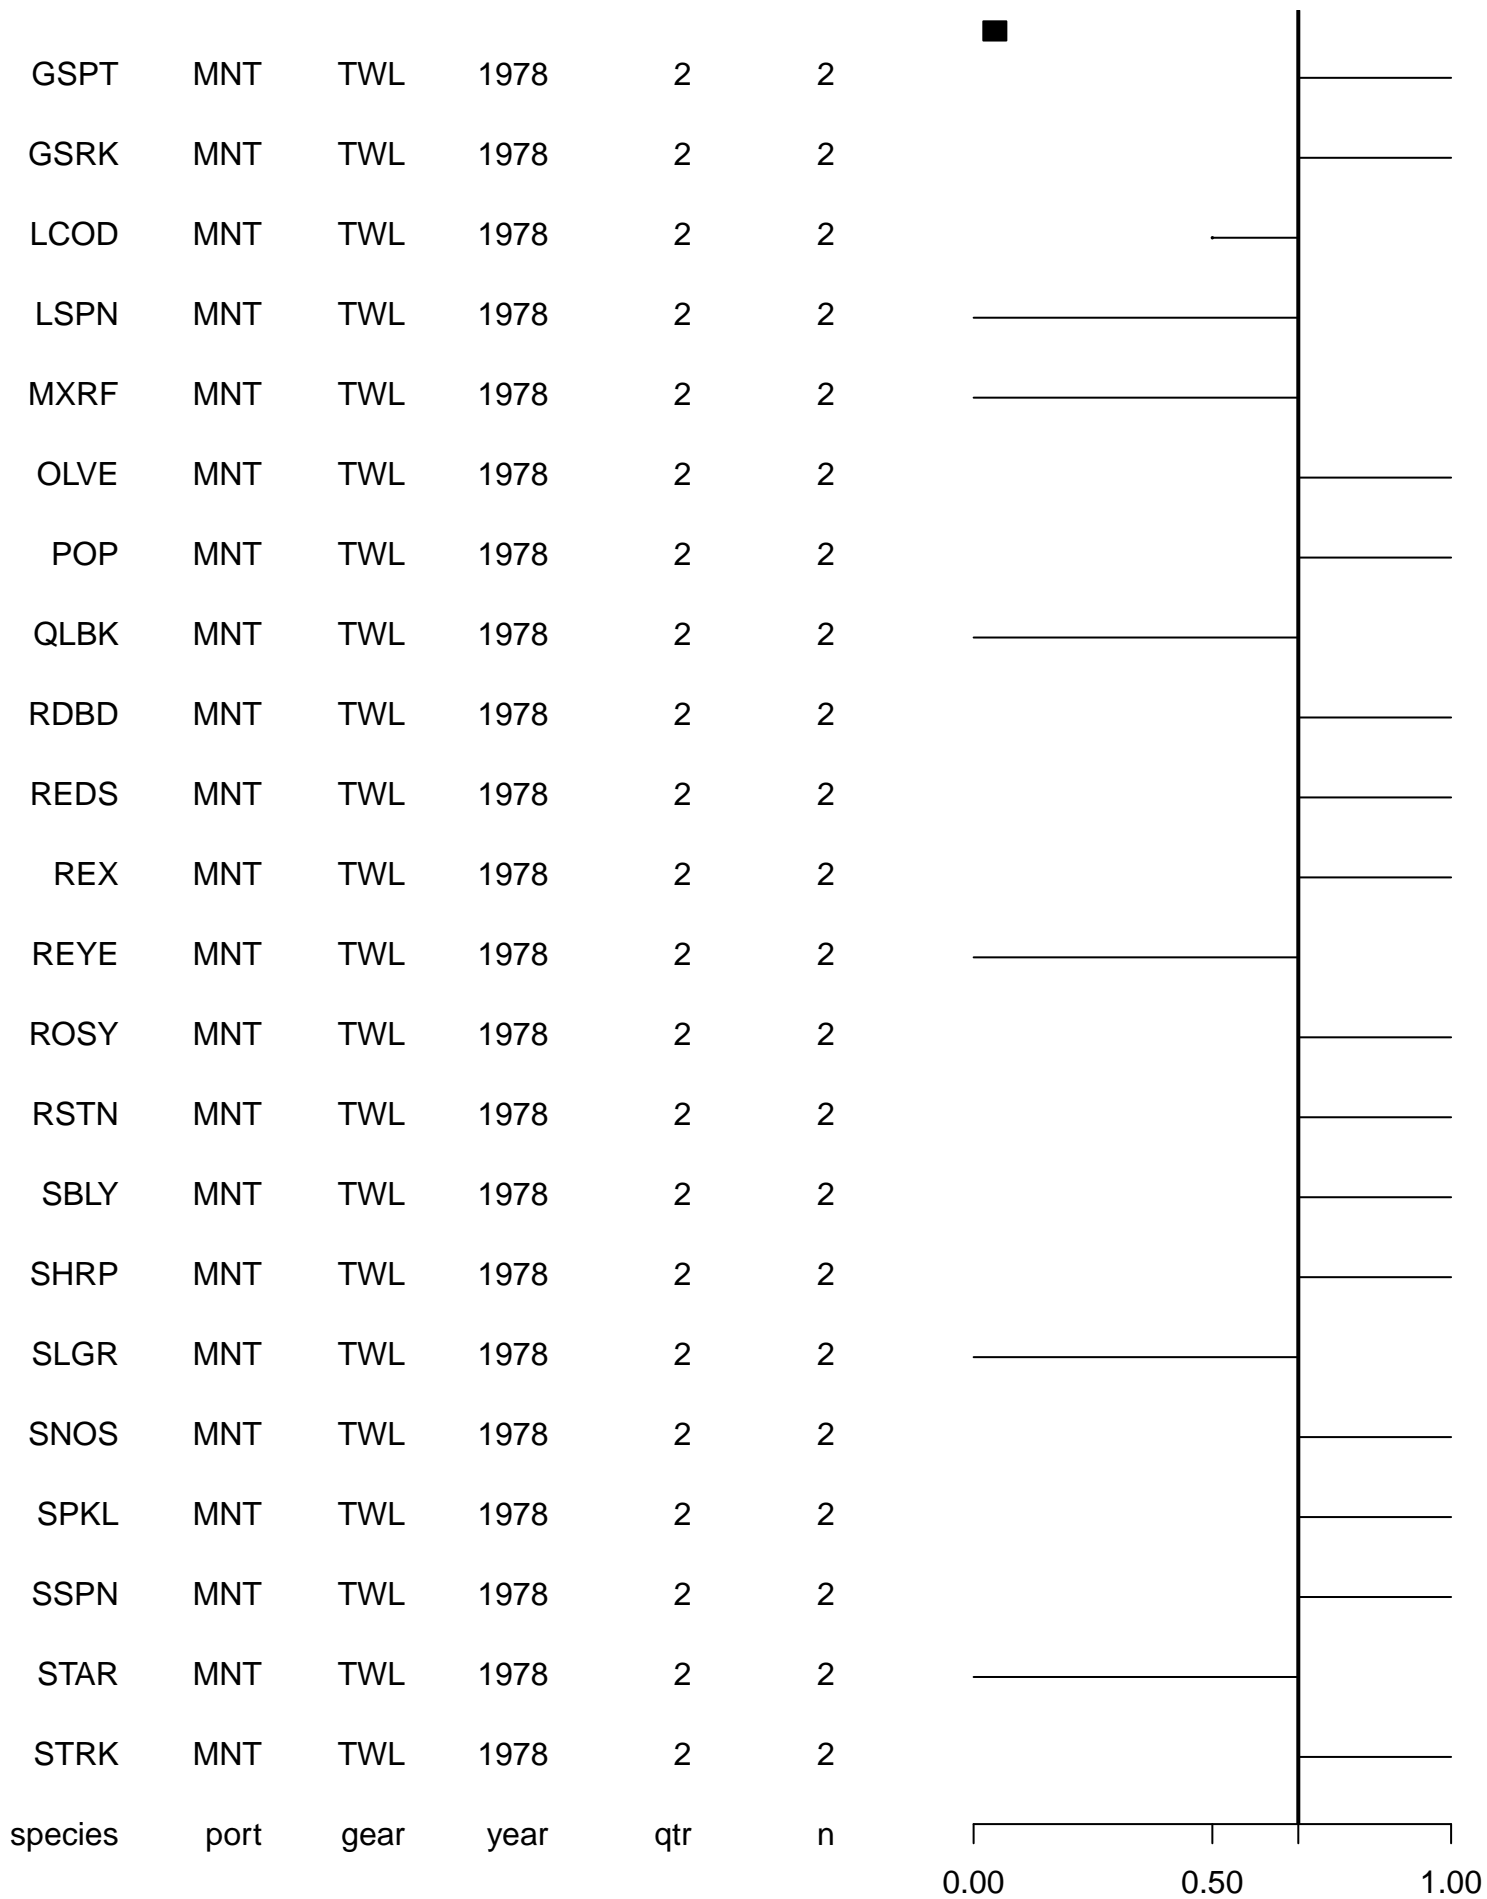 GSPT MNT TWL 1978 2 2
GSRK MNT TWL 1978 2 2
LCOD MNT TWL 1978 2 2
LSPN MNT TWL 1978 2 2
MXRF MNT TWL 1978 2 2
OLVE MNT TWL 1978 2 2
POP MNT TWL 1978 2 2
QLBK MNT TWL 1978 2 2
RDBD MNT TWL 1978 2 2
REDS MNT TWL 1978 2 2
REX MNT TWL 1978 2 2
REYE MNT TWL 1978 2 2
ROSY MNT TWL 1978 2 2
RSTN MNT TWL 1978 2 2
SBLY MNT TWL 1978 2 2
SHRP MNT TWL 1978 2 2
SLGR MNT TWL 1978 2 2
SNOS MNT TWL 1978 2 2
SPKL MNT TWL 1978 2 2
SSPN MNT TWL 1978 2 2
STAR MNT TWL 1978 2 2
STRK MNT TWL 1978 2 2
species port gear year qtr n
0.00 0.50 1.00